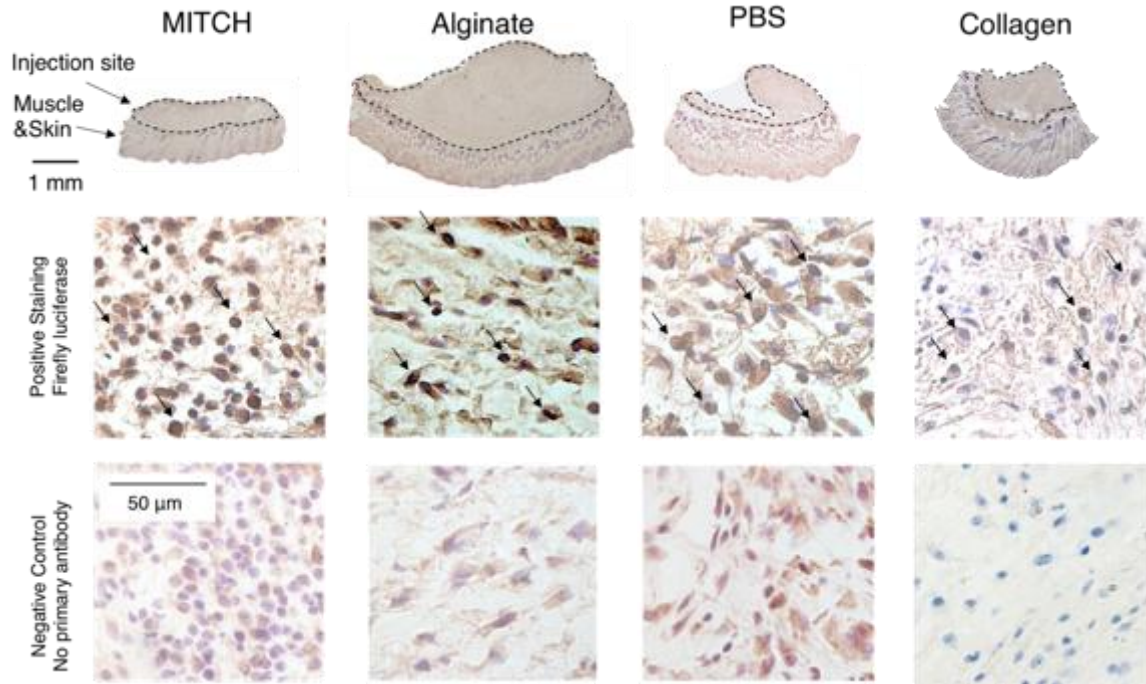 MITCH
Alginate
PBS
Collagen
Injection site
Muscle
&Skin
1 mm
Positive Staining
Firefly luciferase
50 µm
Negative Control
No primary antibody